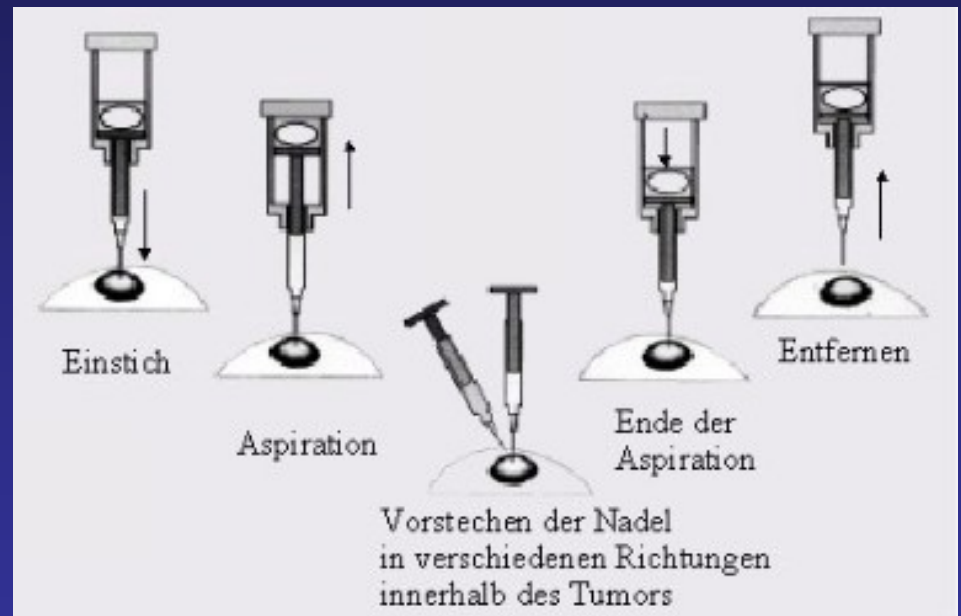 Einstich
Aspiration
Vorstechen der Nadel
in verschiedenen Richtungen
innerhalb des Tumors
Ende der
Aspiration
Entfernen